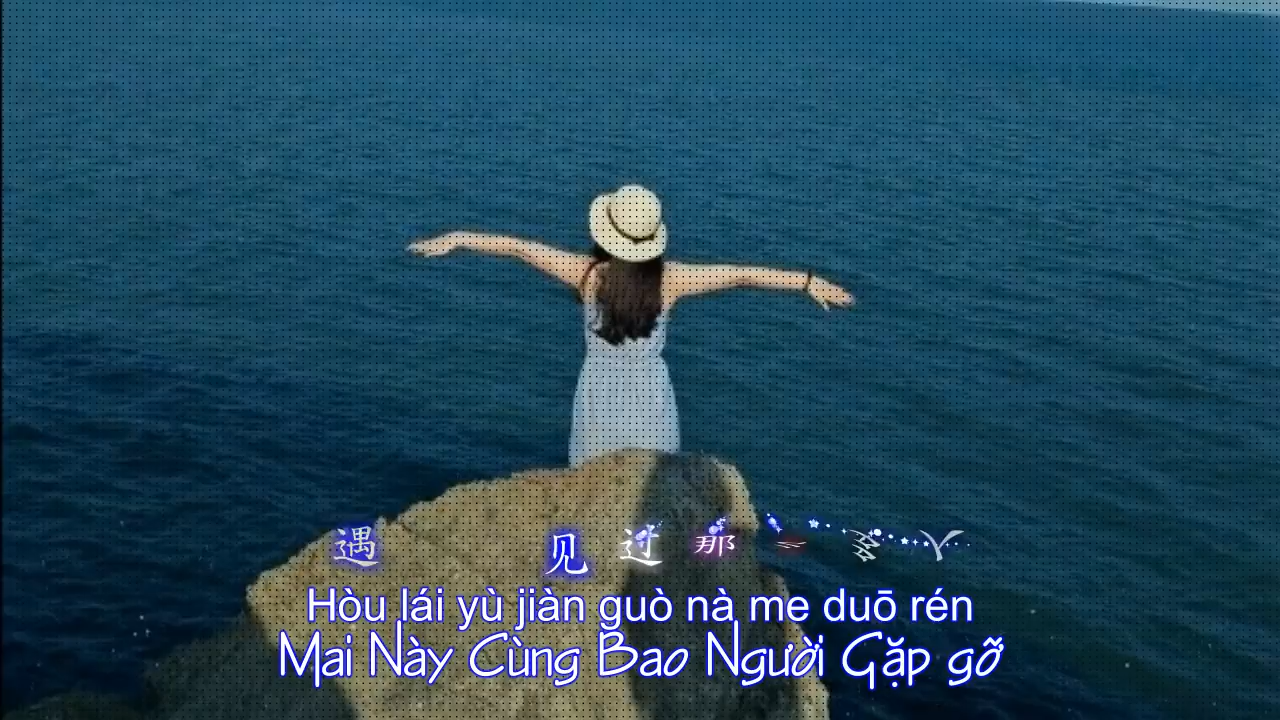 遇 见 过 那 多
Hòu lái yù jiàn guò nà me duō rén
Mai Này Cùng Bao Người Gặp gỡ